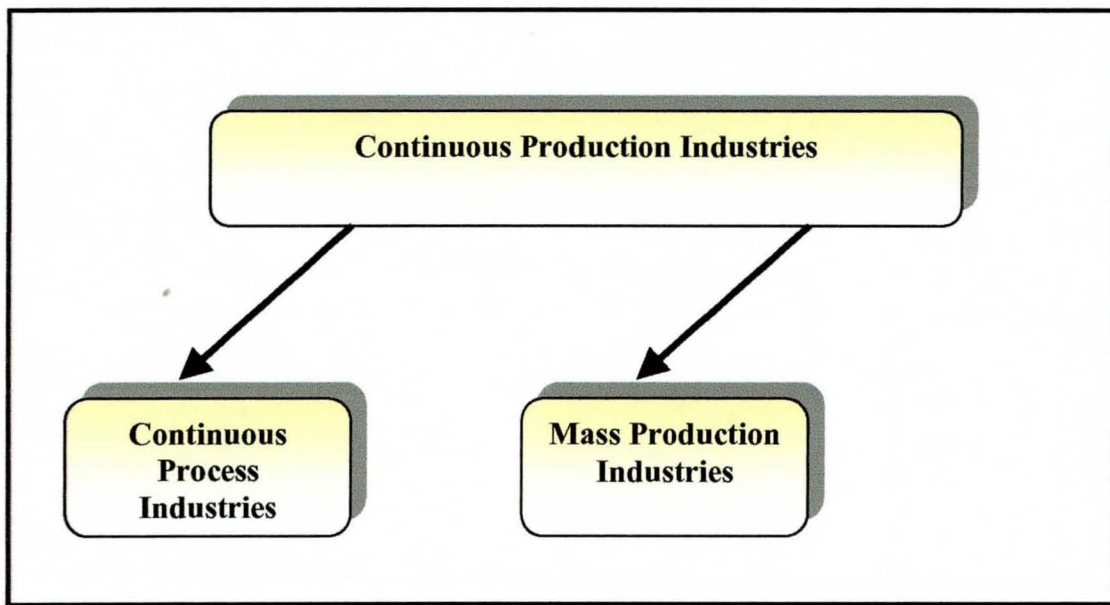 Continuous Production Industries
Continuous
Process
Industries
Mass Production
Industries